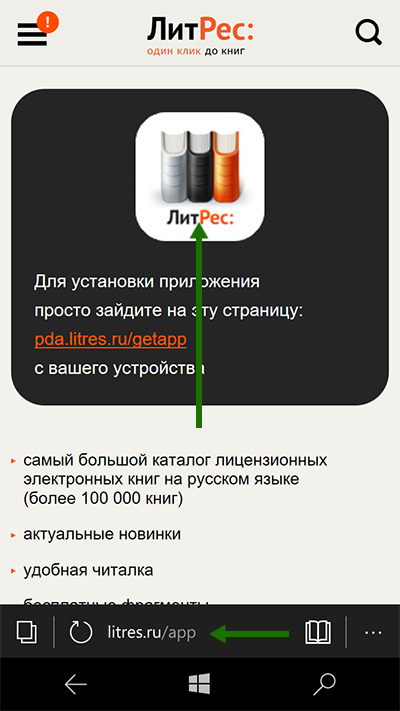 !
ЛитРес:
один клик до книг
ЛитРес:
Для установки приложения
просто зайдите на эту страницу:
pda.litres.ru/getapp
с вашего устройства
самый большой каталог лицензионных
электронных книг на русском языке
(более 100 000 книг)
актуальные новинки
удобная читалка
бесплатные фрагменты
litres.ru/app